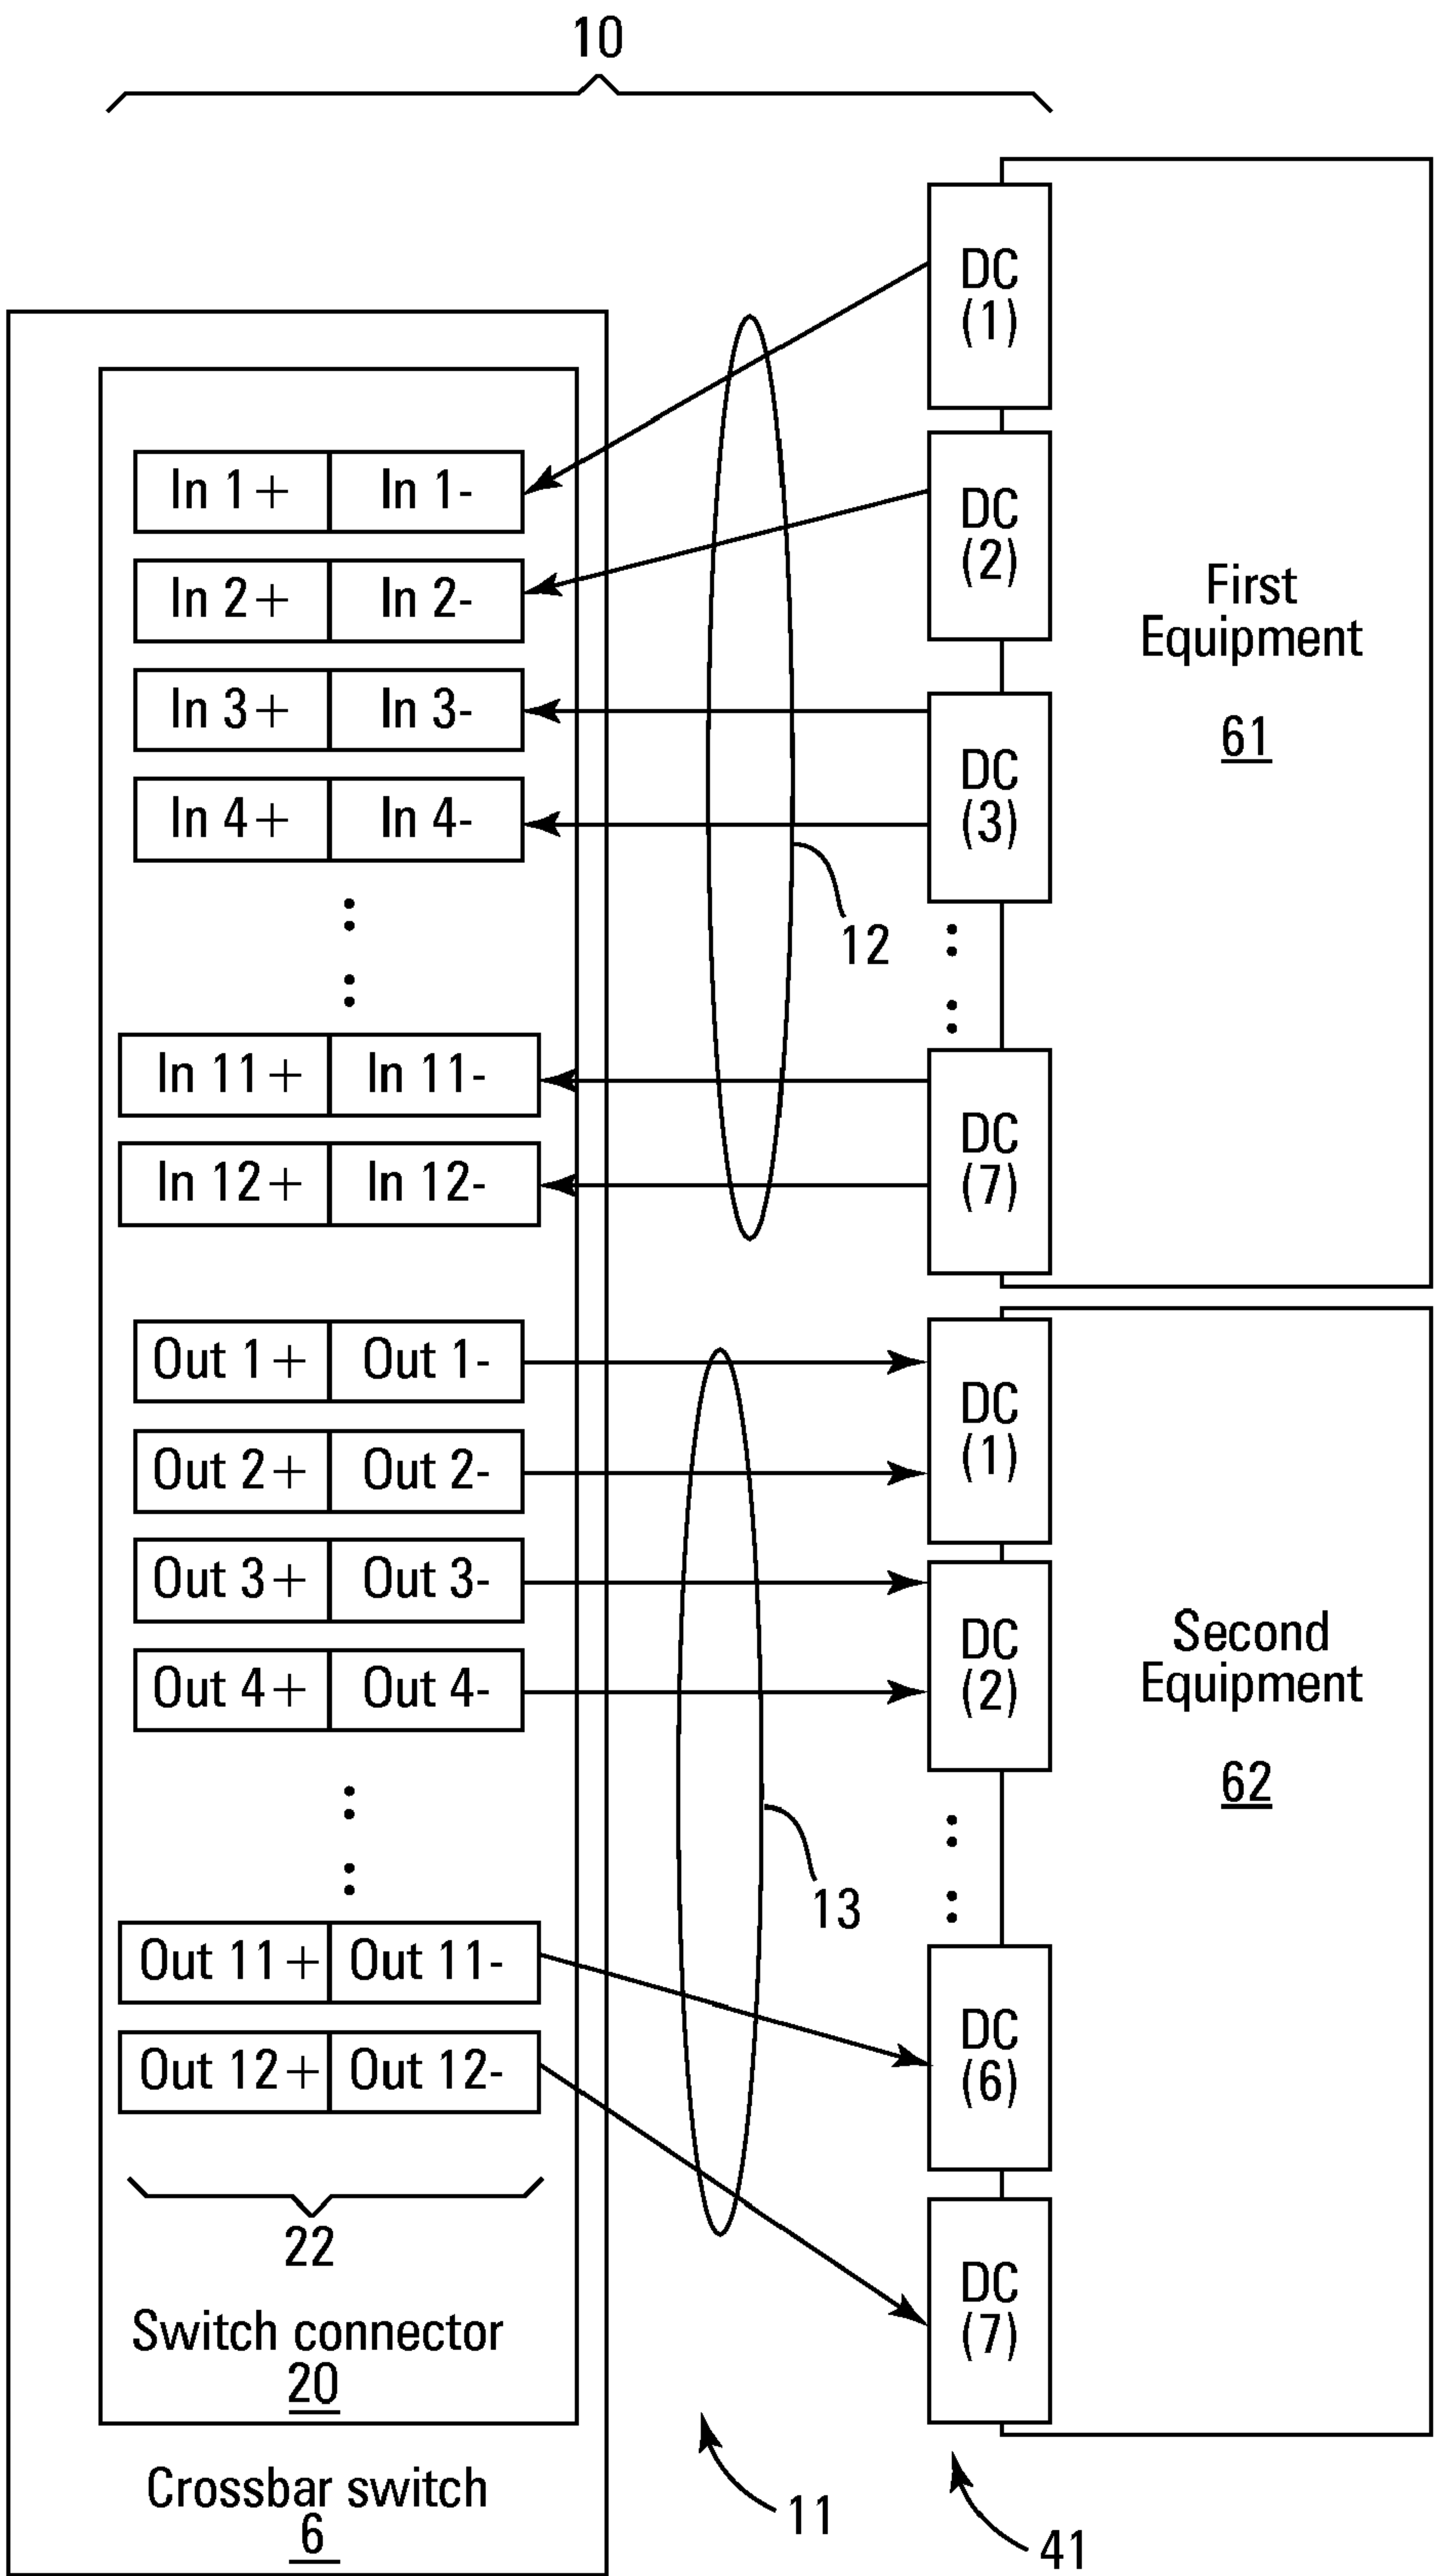 10
DC
(1)
In 1+ In 1-
DC
(2)
In 2+ In 2-
First
Equipment
61
In 3+ In 3-
DC
(3)
In 4+ In 4-
12
In 11+ In 11-
DC
(7)
In 12+ In 12-
Out 1+ Out 1-
DC
(1)
Out 2+ Out 2-
Out 3+ Out 3-
DC
(2)
Out 4+ Out 4-
Second
Equipment
62
13
Out 11+ Out 11-
DC
(6)
Out 12+ Out 12-
22
DC
(7)
Switch connector
20
Crossbar switch
6
11
41